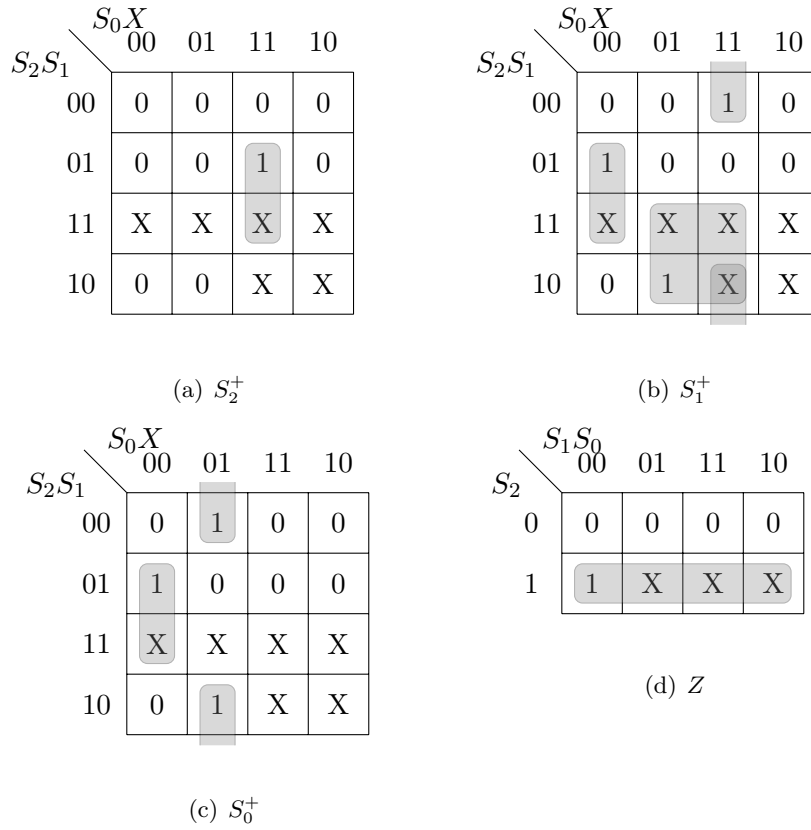 S₀X
00 01 11 10
S₂S₁
00 0 0 0 0
01 0 0 1 0
11 X X X X
10 0 0 X X
(a) S₂⁺
S₀X
00 01 11 10
S₂S₁
00 0 0 1 0
01 1 0 0 0
11 X X X X
10 0 1 X X
(b) S₁⁺
S₀X
00 01 11 10
S₂S₁
00 0 1 0 0
01 1 0 0 0
11 X X X X
10 0 1 X X
(c) S₀⁺
S₁S₀
00 01 11 10
S₂
0 0 0 0 0
1 1 X X X
(d) Z